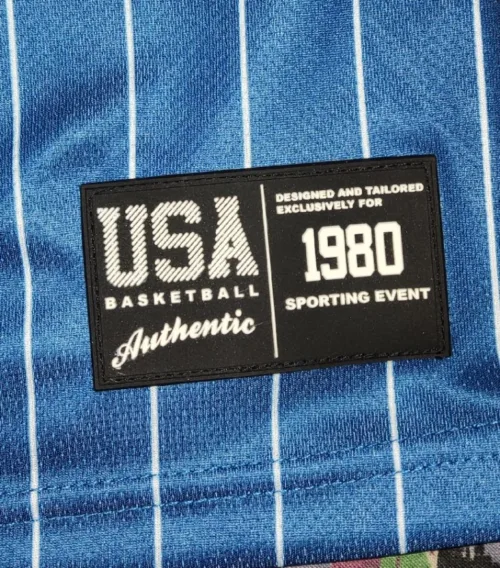 USA
BASKETBALL
Authentic
DESIGNED AND TAILORED
EXCLUSIVELY FOR
1980
SPORTING EVENT